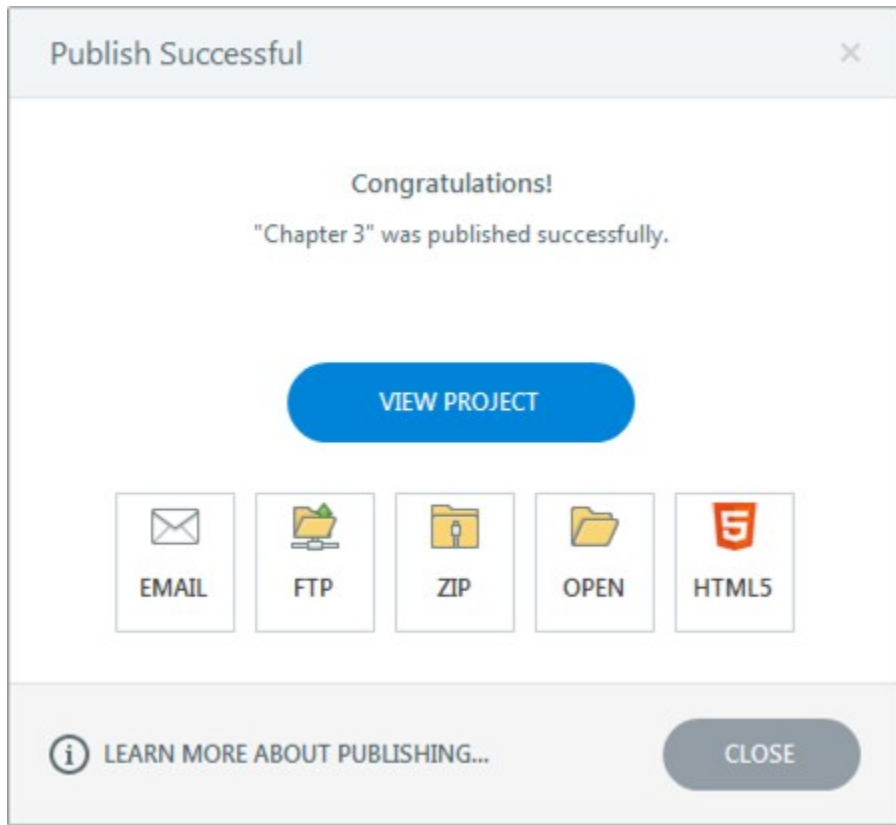 Publish Successful
Congratulations!
"Chapter 3" was published successfully.
VIEW PROJECT
EMAIL FTP ZIP OPEN HTML5
LEARN MORE ABOUT PUBLISHING... CLOSE